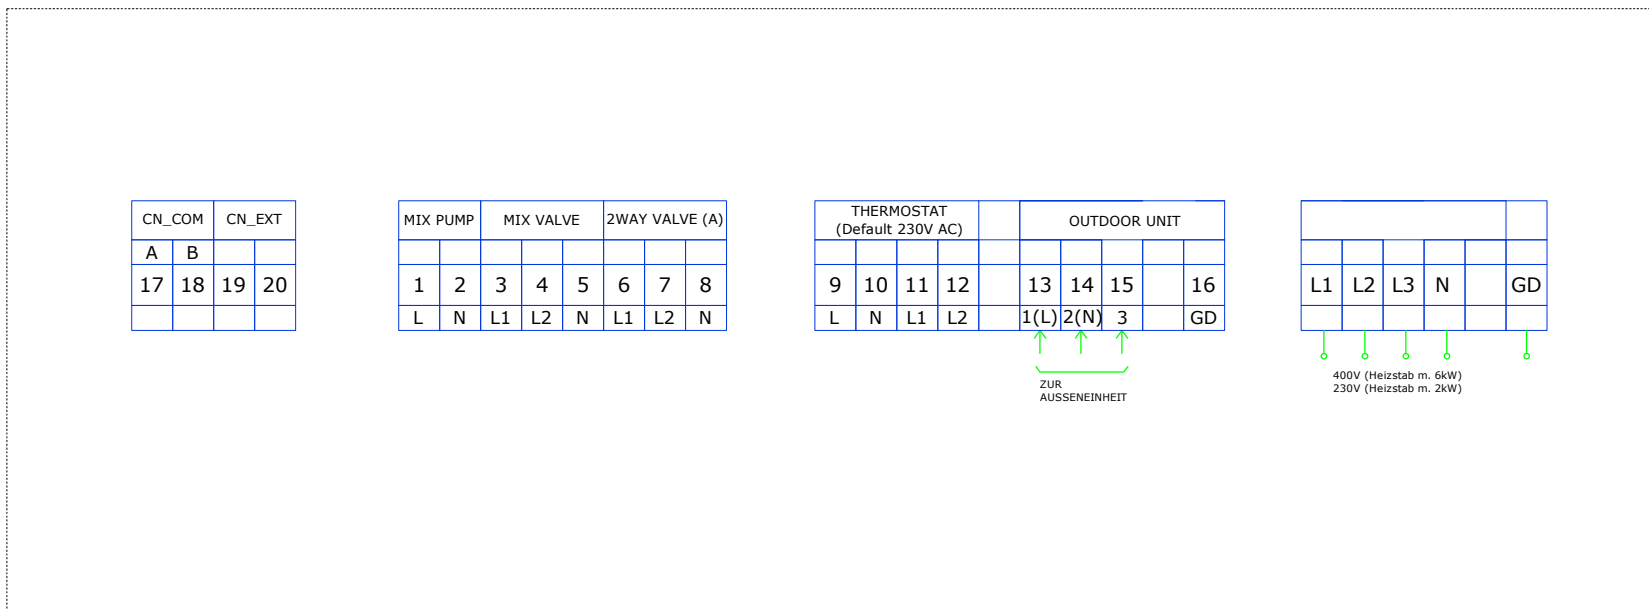 CN_COM CN_EXT
A B
17 18 19 20
MIX PUMP MIX VALVE 2WAY VALVE (A)
1 2 3 4 5 6 7 8
L N L1 L2 N L1 L2 N
THERMOSTAT
(Default 230V AC)
OUTDOOR UNIT
9 10 11 12 13 14 15 16
L N L1 L2 1(L) 2(N) 3 GD
ZUR
AUSSENEINHEIT
L1 L2 L3 N GD
400V (Heizstab m. 6kW)
230V (Heizstab m. 2kW)